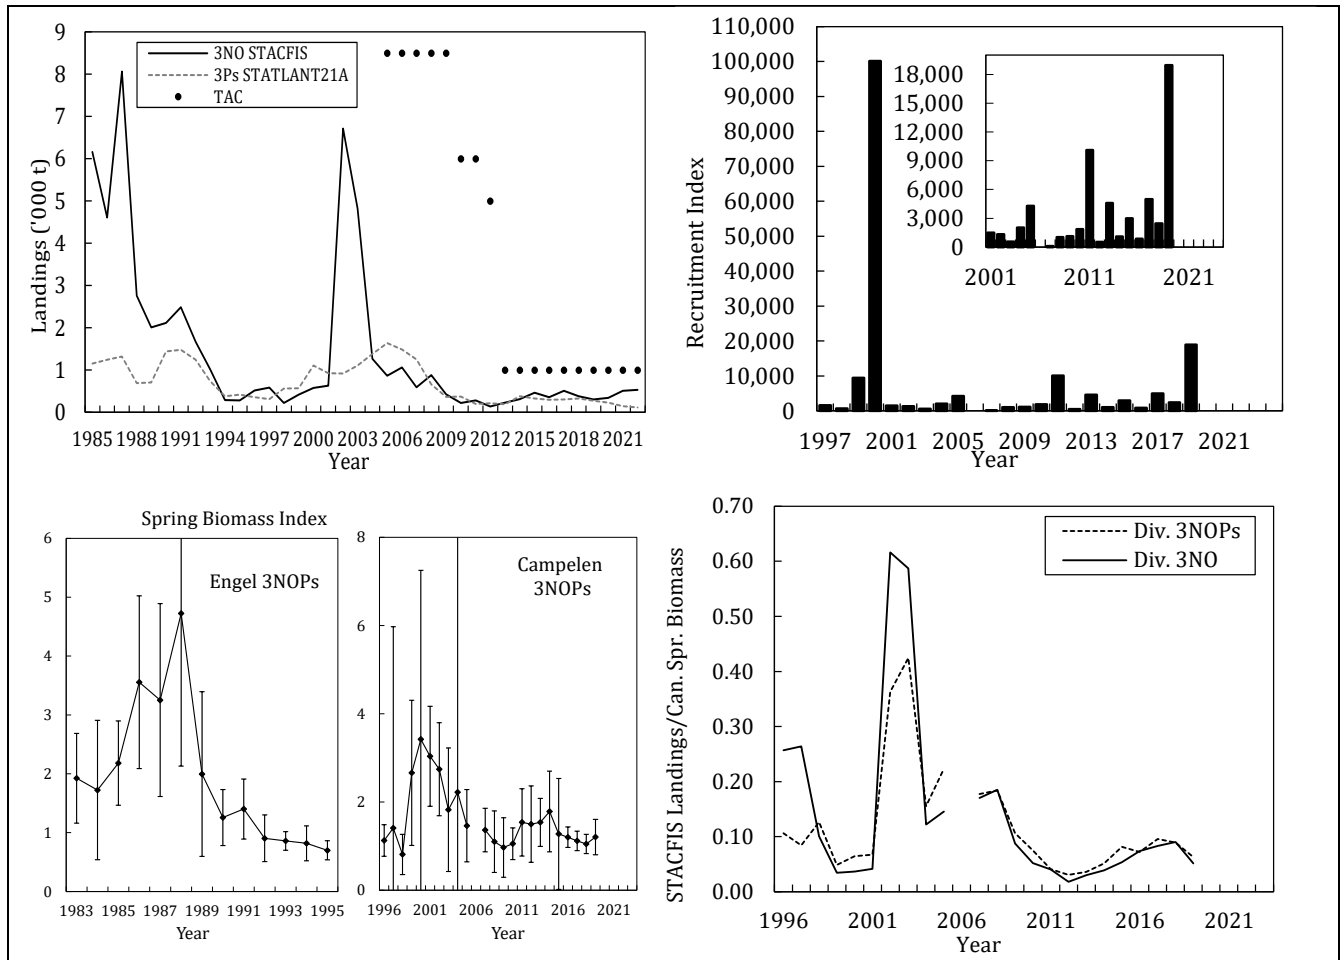 9
8
7
6
5
4
3
2
1
0
Landings ('000 t)
3NO STACFIS
3Ps STATLANT21A
TAC
1985 1988 1991 1994 1997 2000 2003 2006 2009 2012 2015 2018 2021
Year
110,000
100,000
90,000
80,000
70,000
60,000
50,000
40,000
30,000
20,000
10,000
0
Recruitment Index
18,000
15,000
12,000
9,000
6,000
3,000
0
2001 2011 2021
1997 2001 2005 2009 2013 2017 2021
Year
Spring Biomass Index
6
5
4
3
2
1
0
Engel 3NOPs
1983 1985 1987 1989 1991 1993 1995
Year
8
6
4
2
0
Campelen
3NOPs
1996 2001 2006 2011 2016 2021
Year
0.70
0.60
0.50
0.40
0.30
0.20
0.10
0.00
STACFIS Landings/Can. Spr. Biomass
Div. 3NOPs
Div. 3NO
1996 2001 2006 2011 2016 2021
Year